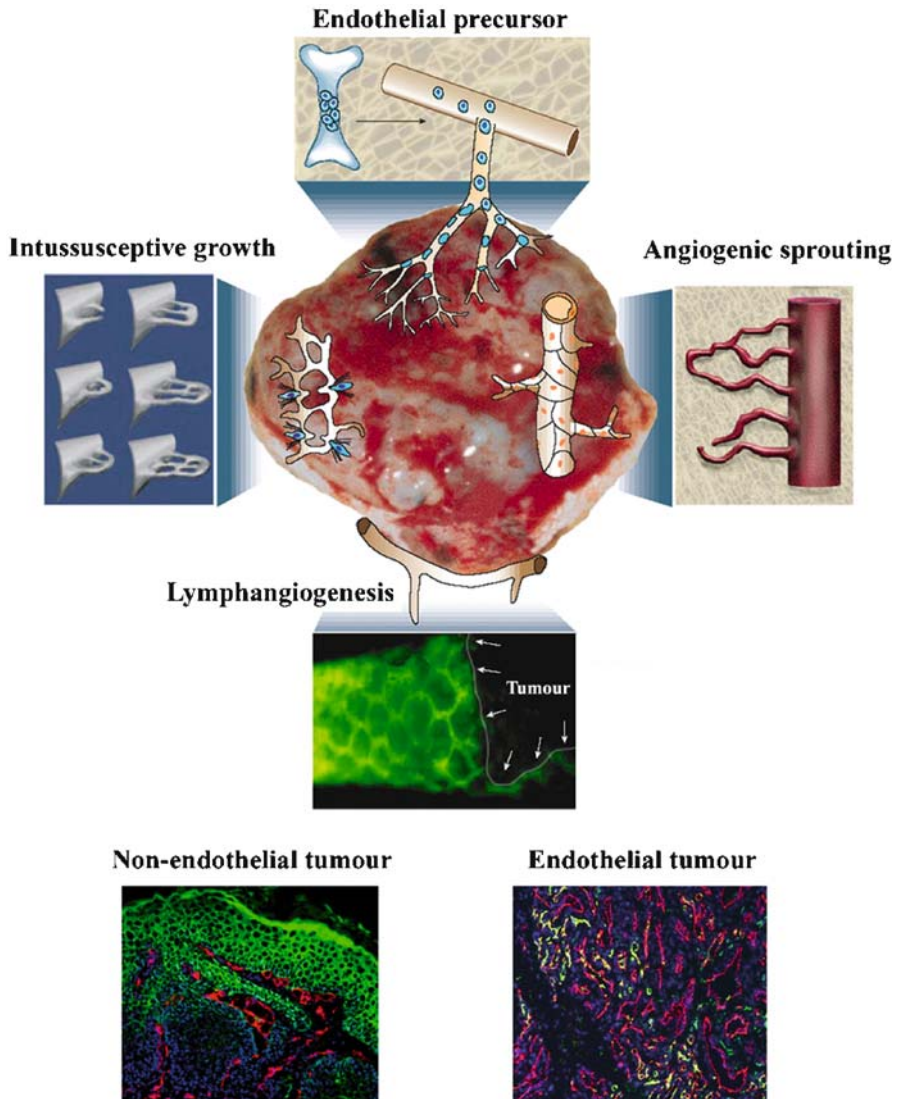 Endothelial precursor
Intussusceptive growth
Angiogenic sprouting
Lymphangiogenesis
Tumour
Non-endothelial tumour
Endothelial tumour